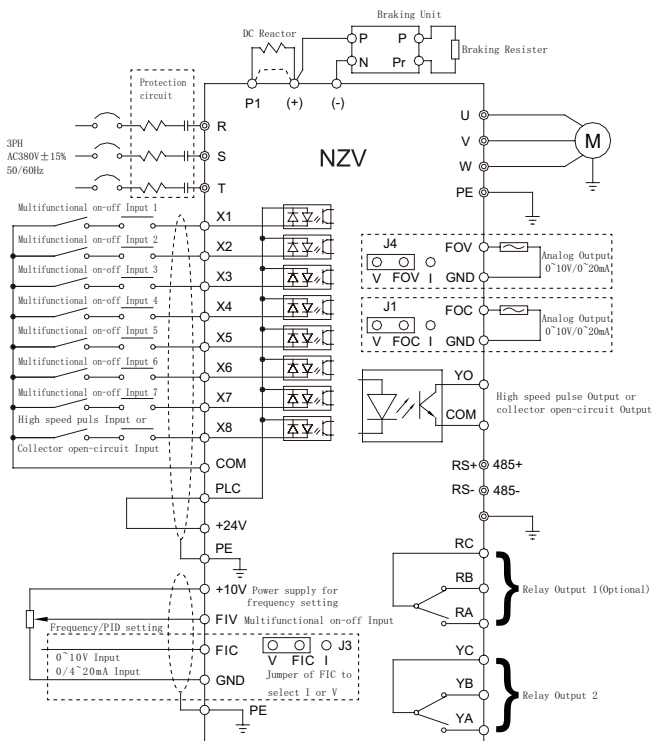 Braking Unit
DC Reactor
P P
N Pr
Braking Resister
Protection
circuit
P1 (+) (-)
3PH
AC380V±15%
50/60Hz
R
S
T
NZV
U
V
W
PE
M
Multifunctional on-off Input 1
X1
Multifunctional on-off Input 2
X2
Multifunctional on-off Input 3
X3
Multifunctional on-off Input 4
X4
Multifunctional on-off Input 5
X5
Multifunctional on-off Input 6
X6
Multifunctional on-off Input 7
X7
High speed puls Input or
X8
Collector open-circuit Input
COM
PLC
+24V
PE
J4
V FOV I
FOV
GND
Analog Output
0~10V/0~20mA
J1
V FOC I
FOC
GND
Analog Output
0~10V/0~20mA
YO
COM
High speed pulse Output or
collector open-circuit Output
RS+ 485+
RS- 485-
+10V
Power supply for
frequency setting
FIV
Multifunctional on-off Input
Frequency/PID setting
FIC
0~10V Input
0/4~20mA Input
GND
J3
V FIC I
Jumper of FIC to
select I or V
PE
RC
RB
RA
Relay Output 1(Optional)
YC
YB
YA
Relay Output 2